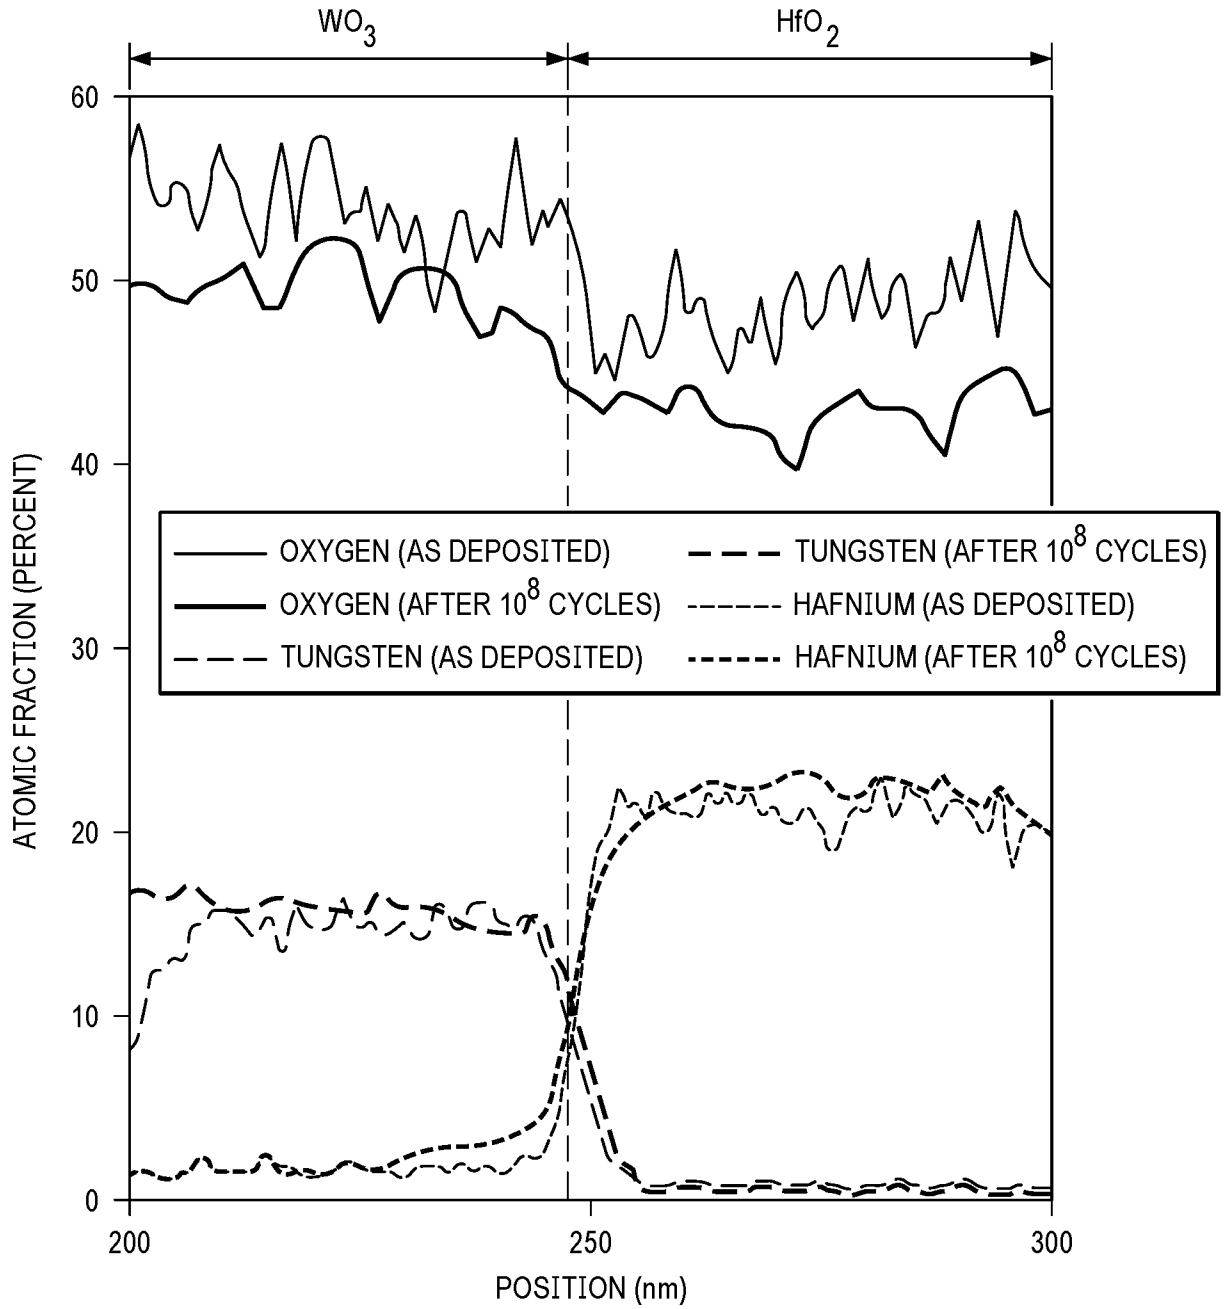 WO3 HfO2
60
50
40
30
20
10
0
ATOMIC FRACTION (PERCENT)
OXYGEN (AS DEPOSITED) TUNGSTEN (AFTER 10^8 CYCLES)
OXYGEN (AFTER 10^8 CYCLES) HAFNIUM (AS DEPOSITED)
TUNGSTEN (AS DEPOSITED) HAFNIUM (AFTER 10^8 CYCLES)
200 250 300
POSITION (nm)